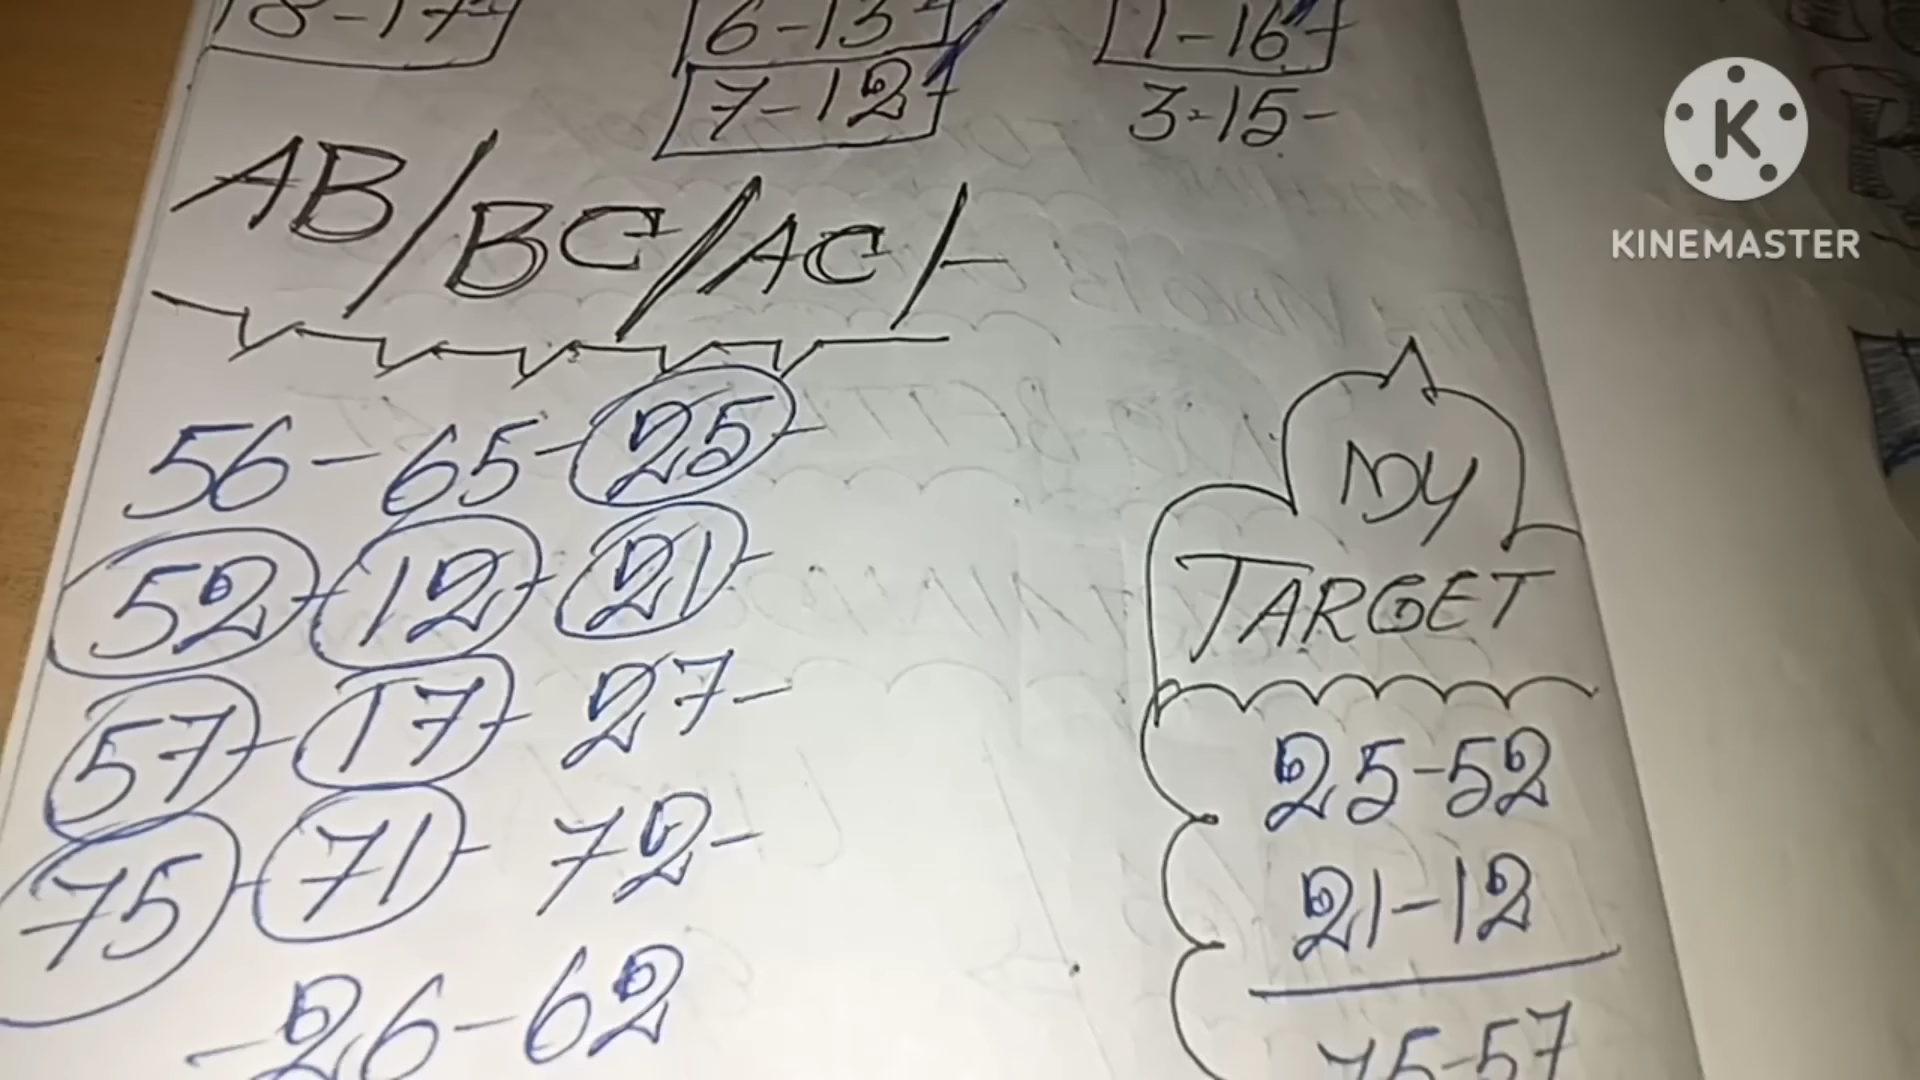 8-17-
6-13-
1-16-
7-12-
3-15-
K
KINEMASTER
AB/BC/AC/-
56-65-25-
52-12-21-
57-17-27-
75-71-72-
-26-62
MY
TARGET
25-52
21-12
75-57